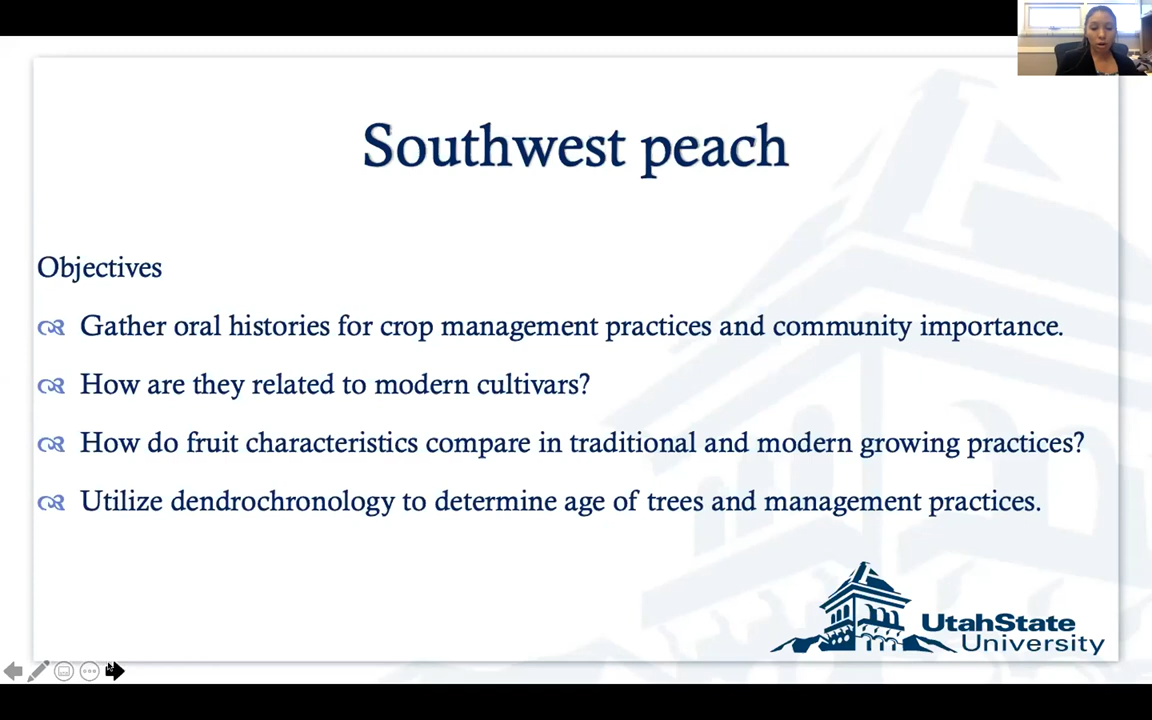 Southwest peach
Objectives
Gather oral histories for crop management practices and community importance.
How are they related to modern cultivars?
How do fruit characteristics compare in traditional and modern growing practices?
Utilize dendrochronology to determine age of trees and management practices.
UtahState
University